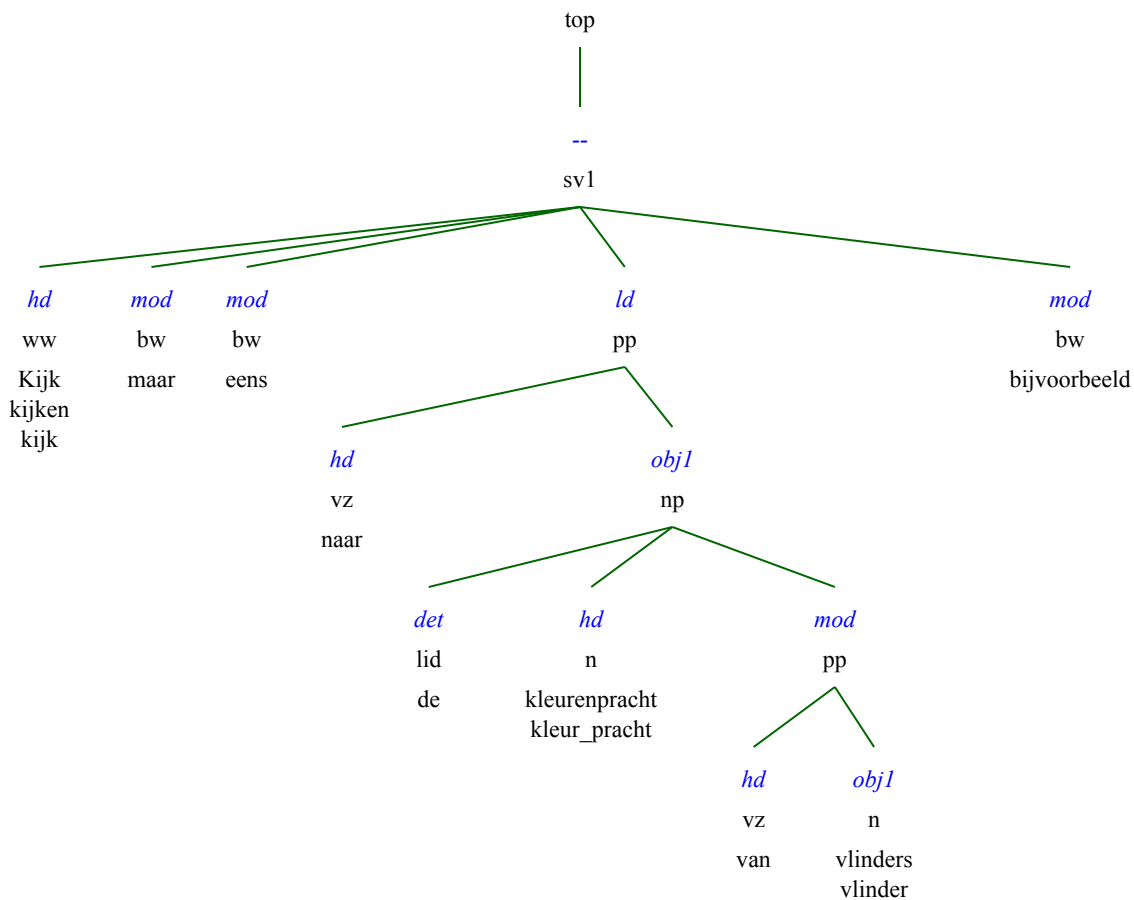 top
--
sv1
hd mod mod ld mod
ww bw bw pp bw
Kijk maar eens bijvoorbeeld
kijken
kijk
hd obj1
vz np
naar
det hd mod
lid n pp
de kleurenpracht
kleur_pracht
hd obj1
vz n
van vlinders
vlinder